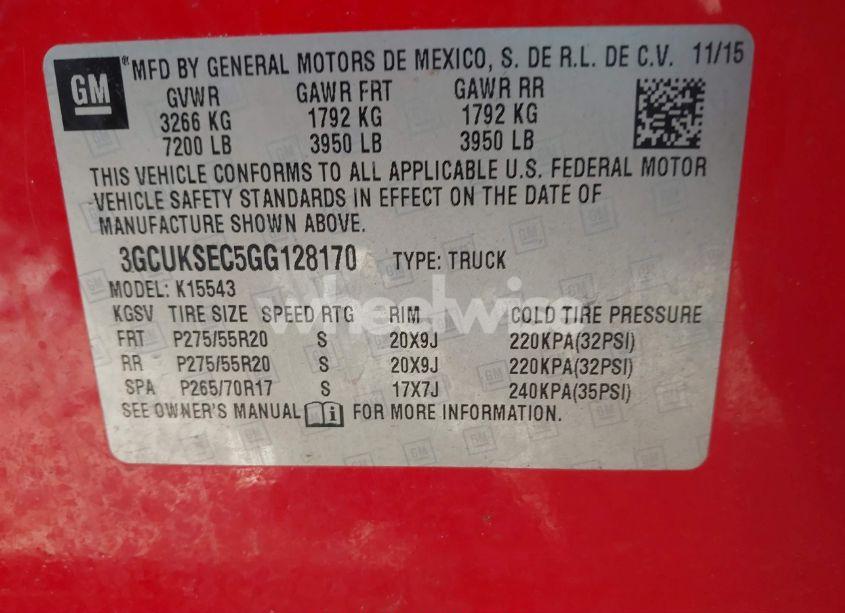 GM
®MFD BY GENERAL MOTORS DE MEXICO, S. DE R.L. DE C.V. 11/15
GVWR GAWR FRT GAWR RR
3266 KG 1792 KG 1792 KG
7200 LB 3950 LB 3950 LB
THIS VEHICLE CONFORMS TO ALL APPLICABLE U.S. FEDERAL MOTOR
VEHICLE SAFETY STANDARDS IN EFFECT ON THE DATE OF
MANUFACTURE SHOWN ABOVE.
3GCUKSEC5GG128170 TYPE: TRUCK
MODEL: K15543
KGSV TIRE SIZE SPEED RTG RIM COLD TIRE PRESSURE
FRT P275/55R20 S 20X9J 220KPA(32PSI)
RR P275/55R20 S 20X9J 220KPA(32PSI)
SPA P265/70R17 S 17X7J 240KPA(35PSI)
SEE OWNER'S MANUAL FOR MORE INFORMATION.
wheelwise